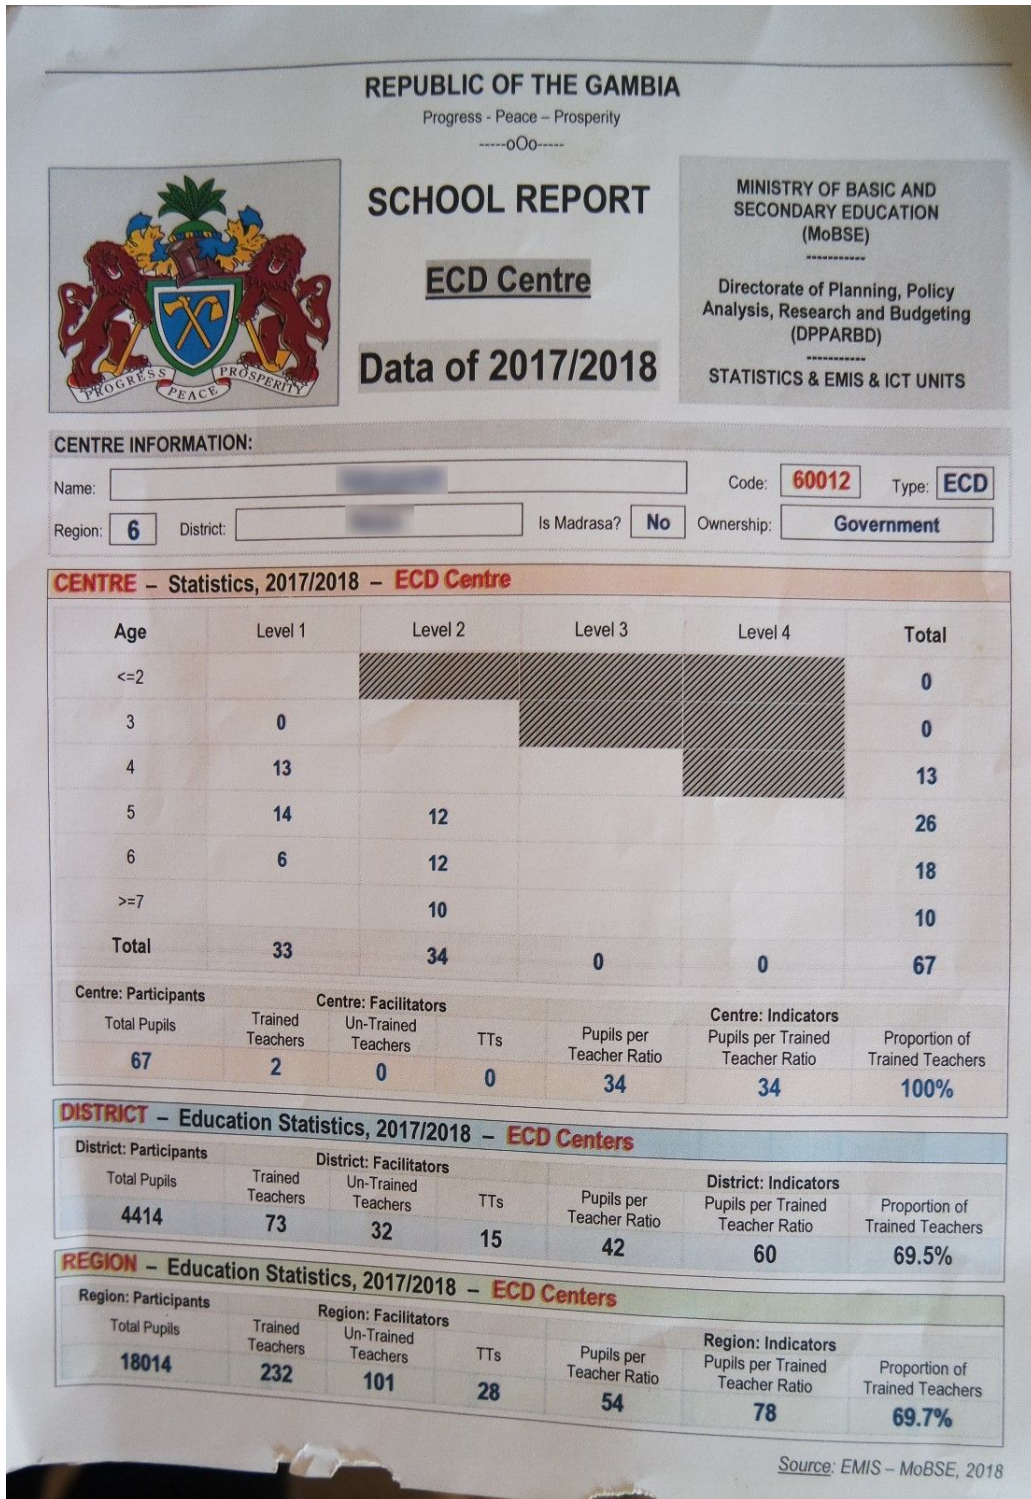 REPUBLIC OF THE GAMBIA
Progress - Peace – Prosperity
-----oOo-----
PROGRESS PEACE PROSPERITY
SCHOOL REPORT
ECD Centre
Data of 2017/2018
MINISTRY OF BASIC AND
SECONDARY EDUCATION
(MoBSE)
-----------
Directorate of Planning, Policy
Analysis, Research and Budgeting
(DPPARBD)
-----------
STATISTICS & EMIS & ICT UNITS
CENTRE INFORMATION:
Name: Code: 60012 Type: ECD
Region: 6 District: Is Madrasa? No Ownership: Government
CENTRE – Statistics, 2017/2018 – ECD Centre
Age Level 1 Level 2 Level 3 Level 4 Total
<=2 0
3 0 0
4 13 13
5 14 12 26
6 6 12 18
>=7 10 10
Total 33 34 0 0 67
Centre: Participants Centre: Facilitators Centre: Indicators
Total Pupils Trained Teachers Un-Trained Teachers TTs Pupils per Teacher Ratio Pupils per Trained Teacher Ratio Proportion of Trained Teachers
67 2 0 0 34 34 100%
DISTRICT – Education Statistics, 2017/2018 – ECD Centers
District: Participants District: Facilitators District: Indicators
Total Pupils Trained Teachers Un-Trained Teachers TTs Pupils per Teacher Ratio Pupils per Trained Teacher Ratio Proportion of Trained Teachers
4414 73 32 15 42 60 69.5%
REGION – Education Statistics, 2017/2018 – ECD Centers
Region: Participants Region: Facilitators Region: Indicators
Total Pupils Trained Teachers Un-Trained Teachers TTs Pupils per Teacher Ratio Pupils per Trained Teacher Ratio Proportion of Trained Teachers
18014 232 101 28 54 78 69.7%
Source: EMIS – MoBSE, 2018